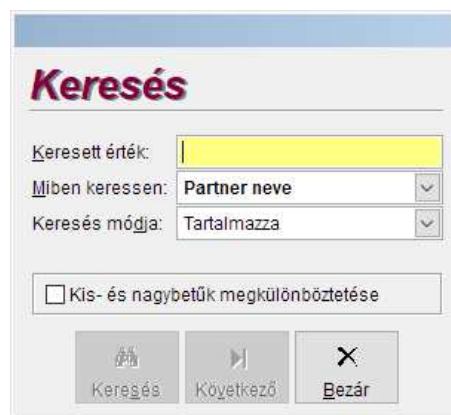 Keresés
Keresett érték:
Miben keressen: Partner neve
Keresés módja: Tartalmazza
Kis- és nagybetűk megkülönböztetése
Keresés Következő Bezár